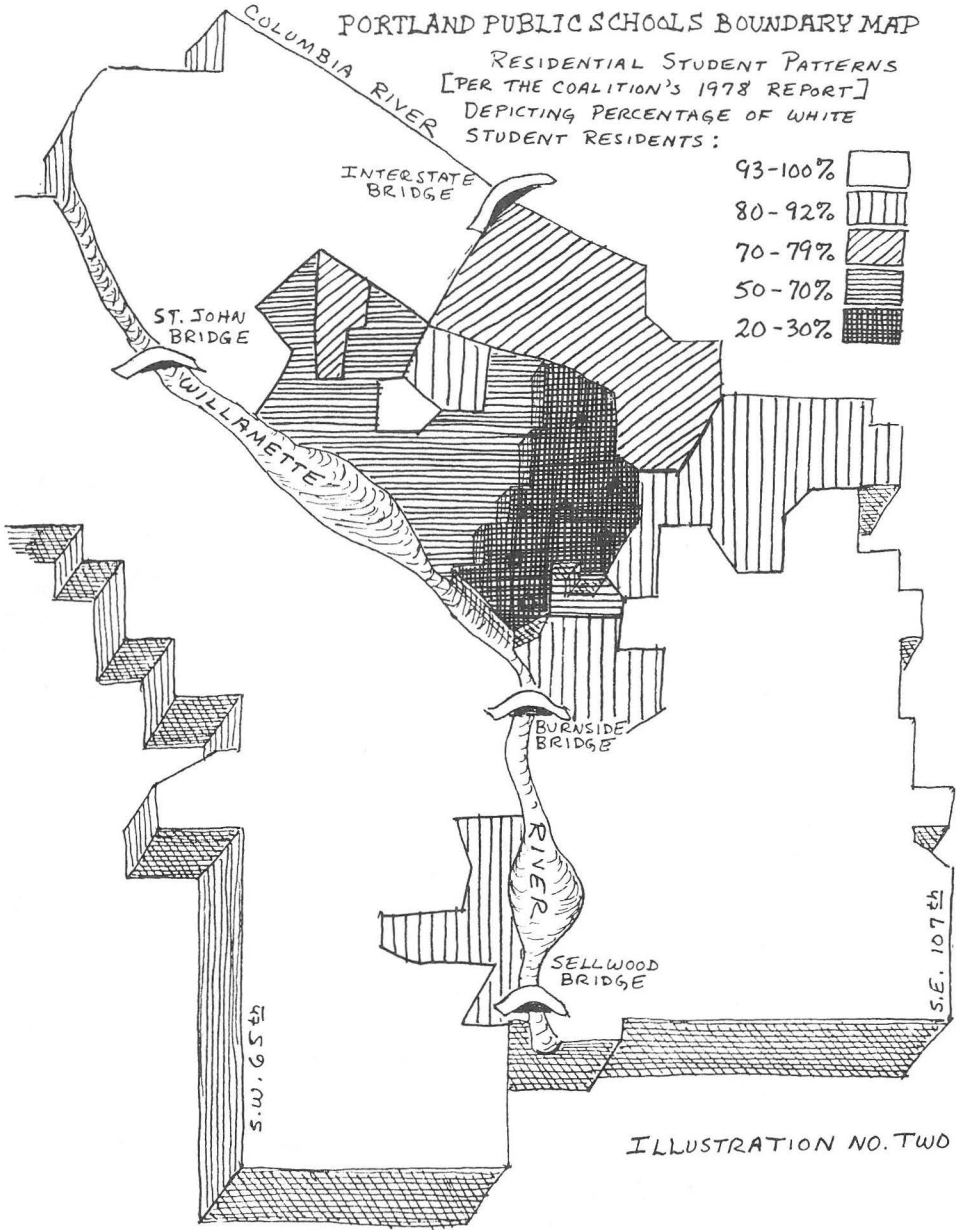 PORTLAND PUBLIC SCHOOLS BOUNDARY MAP
RESIDENTIAL STUDENT PATTERNS
[PER THE COALITION'S 1978 REPORT]
DEPICTING PERCENTAGE OF WHITE
STUDENT RESIDENTS:
93-100%
80-92%
70-79%
50-70%
20-30%
COLUMBIA RIVER
INTERSTATE
BRIDGE
ST. JOHN
BRIDGE
WILLAMETTE
BURNSIDE
BRIDGE
RIVER
SELLWOOD
BRIDGE
S.W. 65th
S.E. 107th
ILLUSTRATION NO. TWO